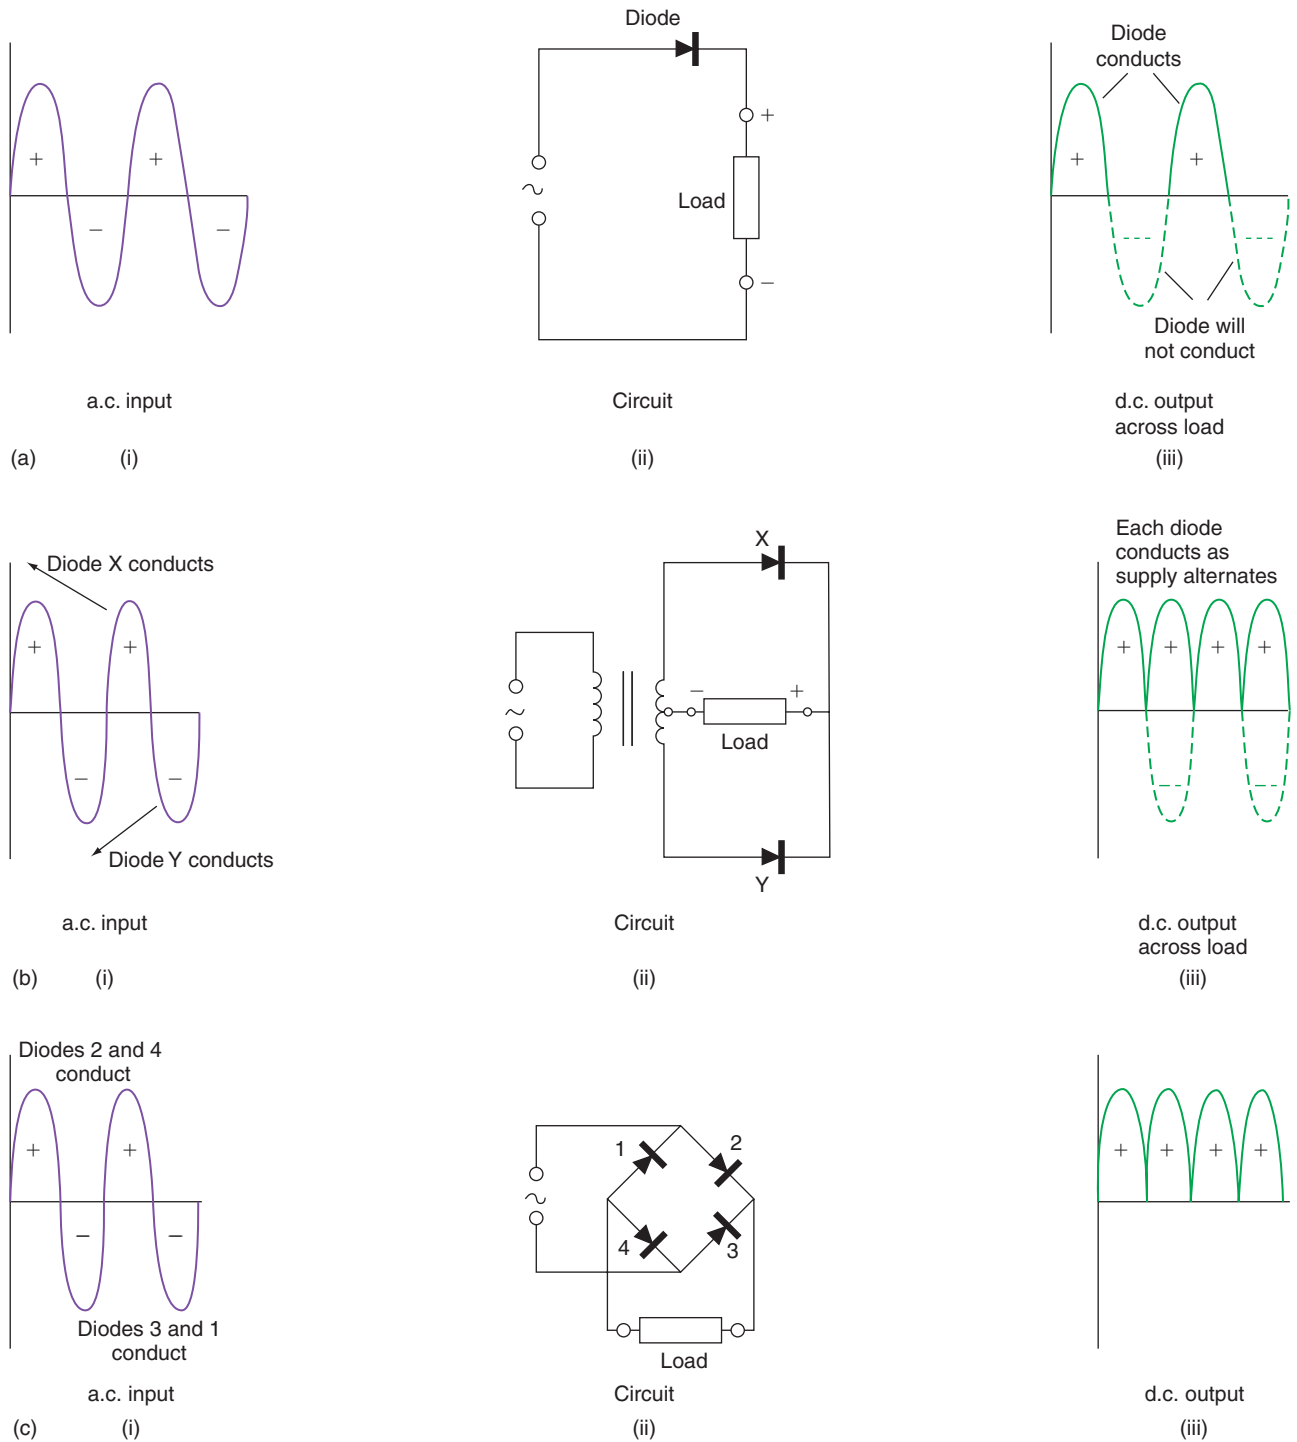 Diode
Diode
conducts
+
+
+
Load
+
+
−
−
−
Diode will
not conduct
a.c. input
Circuit
d.c. output
across load
(a)
(i)
(ii)
(iii)
Each diode
conducts as
supply alternates
X
Diode X conducts
+
+
−
+
+
+
+
+
Load
−
−
Diode Y conducts
Y
a.c. input
Circuit
d.c. output
across load
(b)
(i)
(ii)
(iii)
Diodes 2 and 4
conduct
+
+
1
2
+
+
+
+
−
−
4
3
Diodes 3 and 1
conduct
Load
a.c. input
Circuit
d.c. output
(c)
(i)
(ii)
(iii)